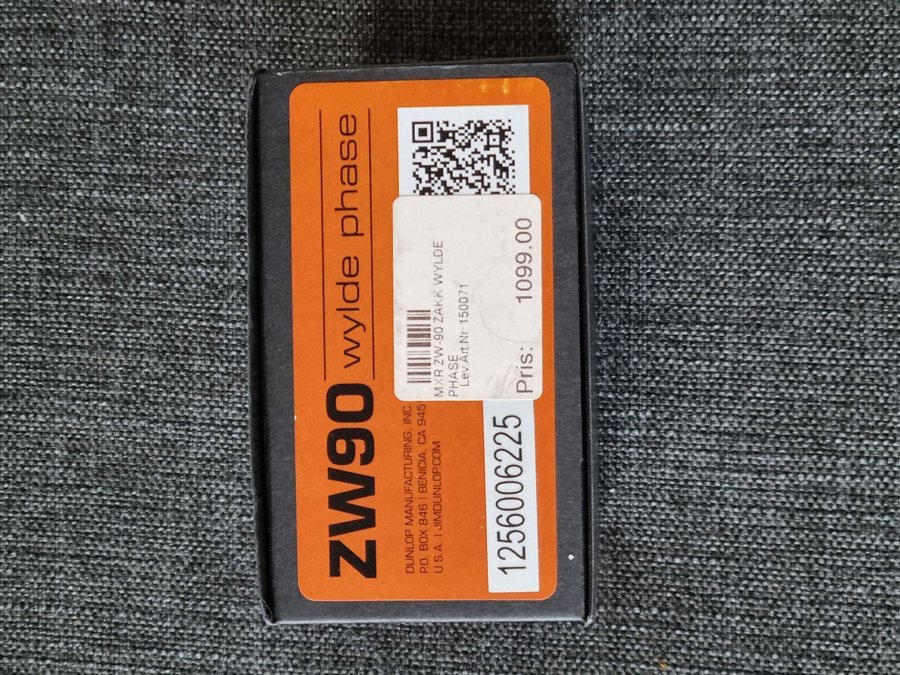 ZW90 wylde phase
DUNLOP MANUFACTURING, INC.
P.O. BOX 846 | BENICIA, CA 945
U.S.A. | JIMDUNLOP.COM
1256006225
MXR ZW-90 ZAKK WYLDE
PHASE
Lev.Art.Nr: 150071
Pris: 1099.00